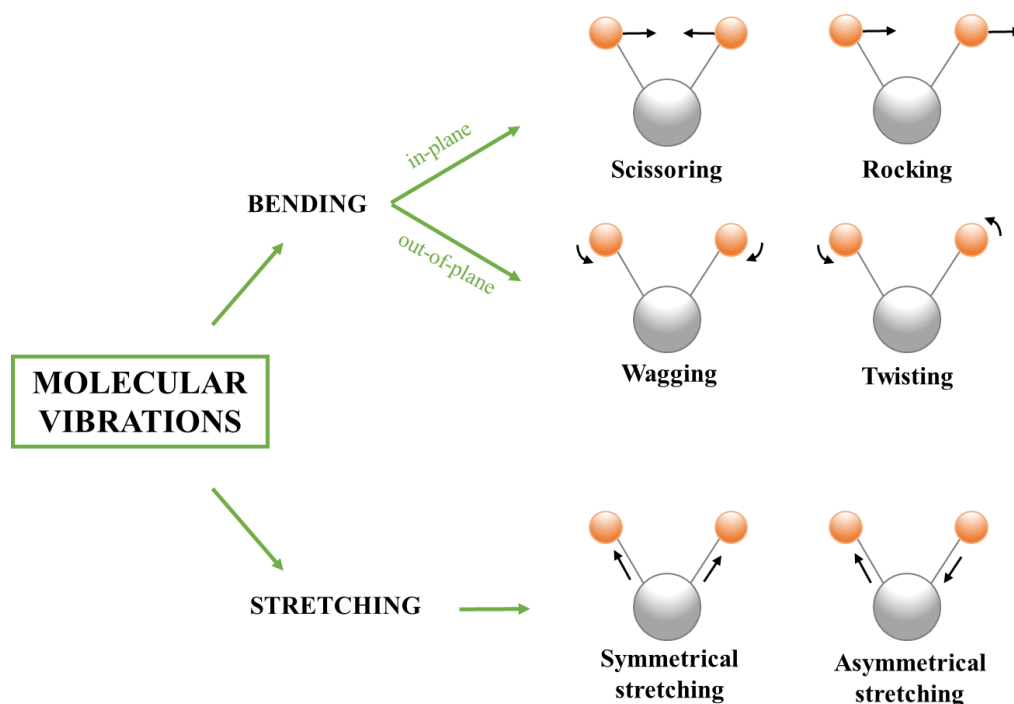 in-plane
Scissoring
Rocking
BENDING
out-of-plane
Wagging
Twisting
MOLECULAR
VIBRATIONS
STRETCHING
Symmetrical
stretching
Asymmetrical
stretching